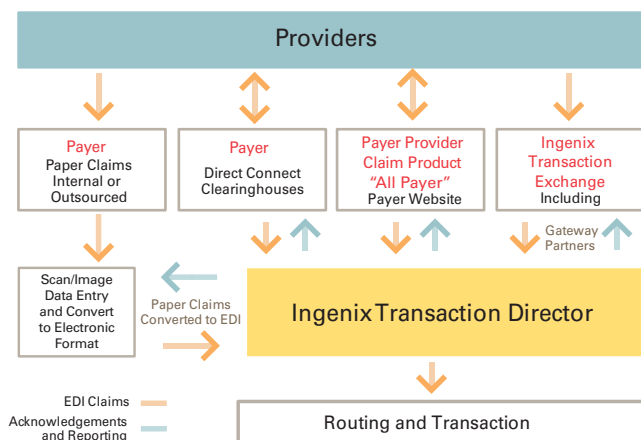 Providers
Payer
Paper Claims
Internal or
Outsourced
Payer
Direct Connect
Clearinghouses
Payer Provider
Claim Product
“All Payer”
Payer Website
Ingenix
Transaction
Exchange
Including
Gateway
Partners
Scan/Image
Data Entry
and Convert
to Electronic
Format
Paper Claims
Converted to EDI
Ingenix Transaction Director
EDI Claims
Acknowledgements
and Reporting
Routing and Transaction